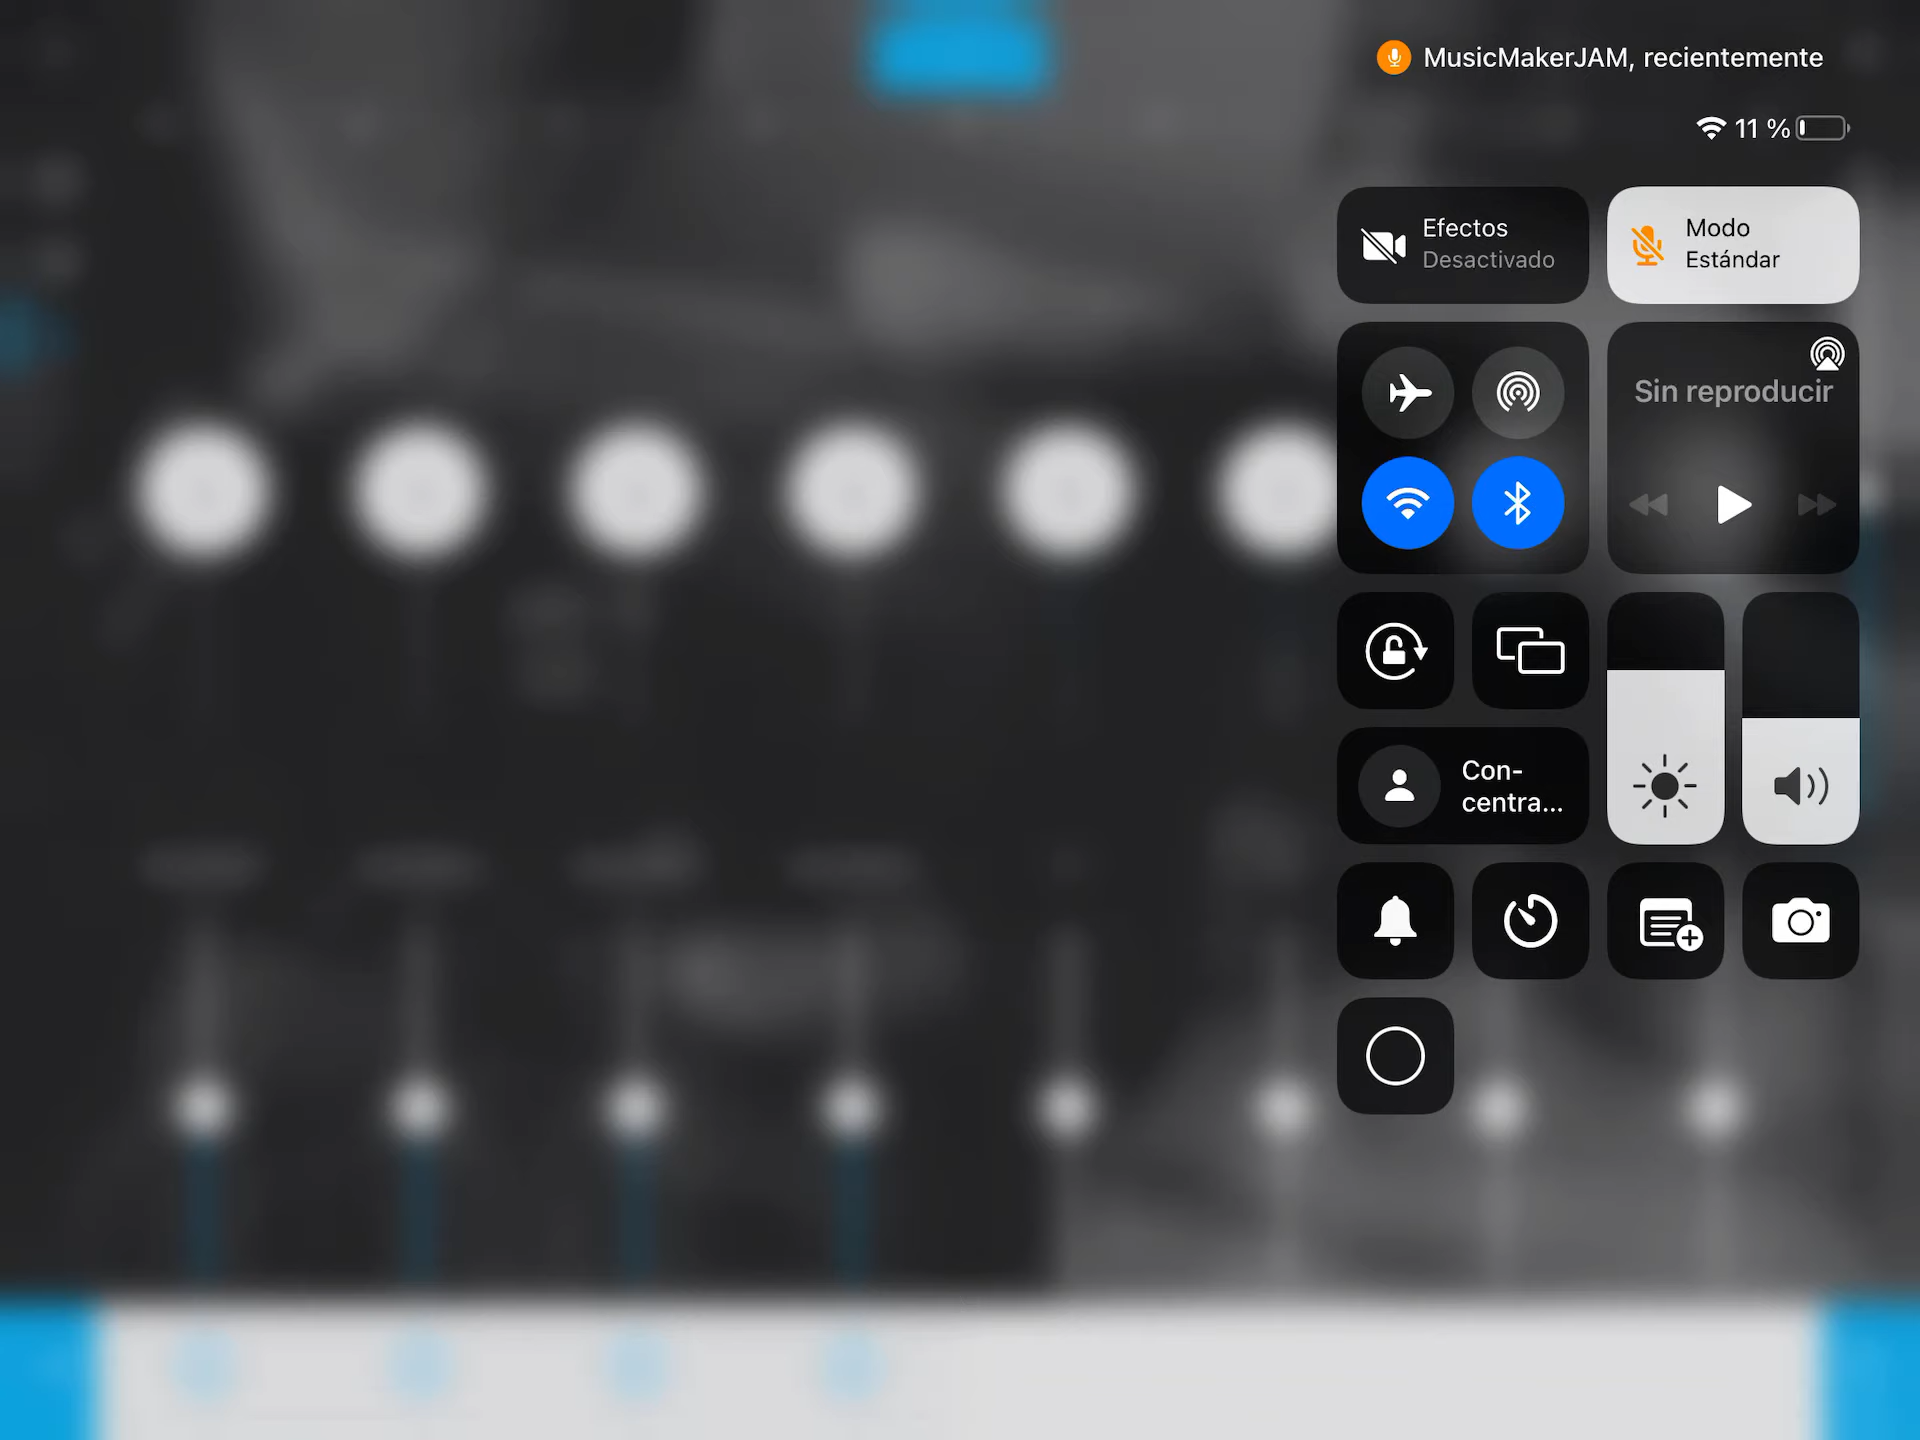 MusicMakerJAM, recientemente
11 %
Efectos
Desactivado
Modo
Estándar
Sin reproducir
Con-
centra...